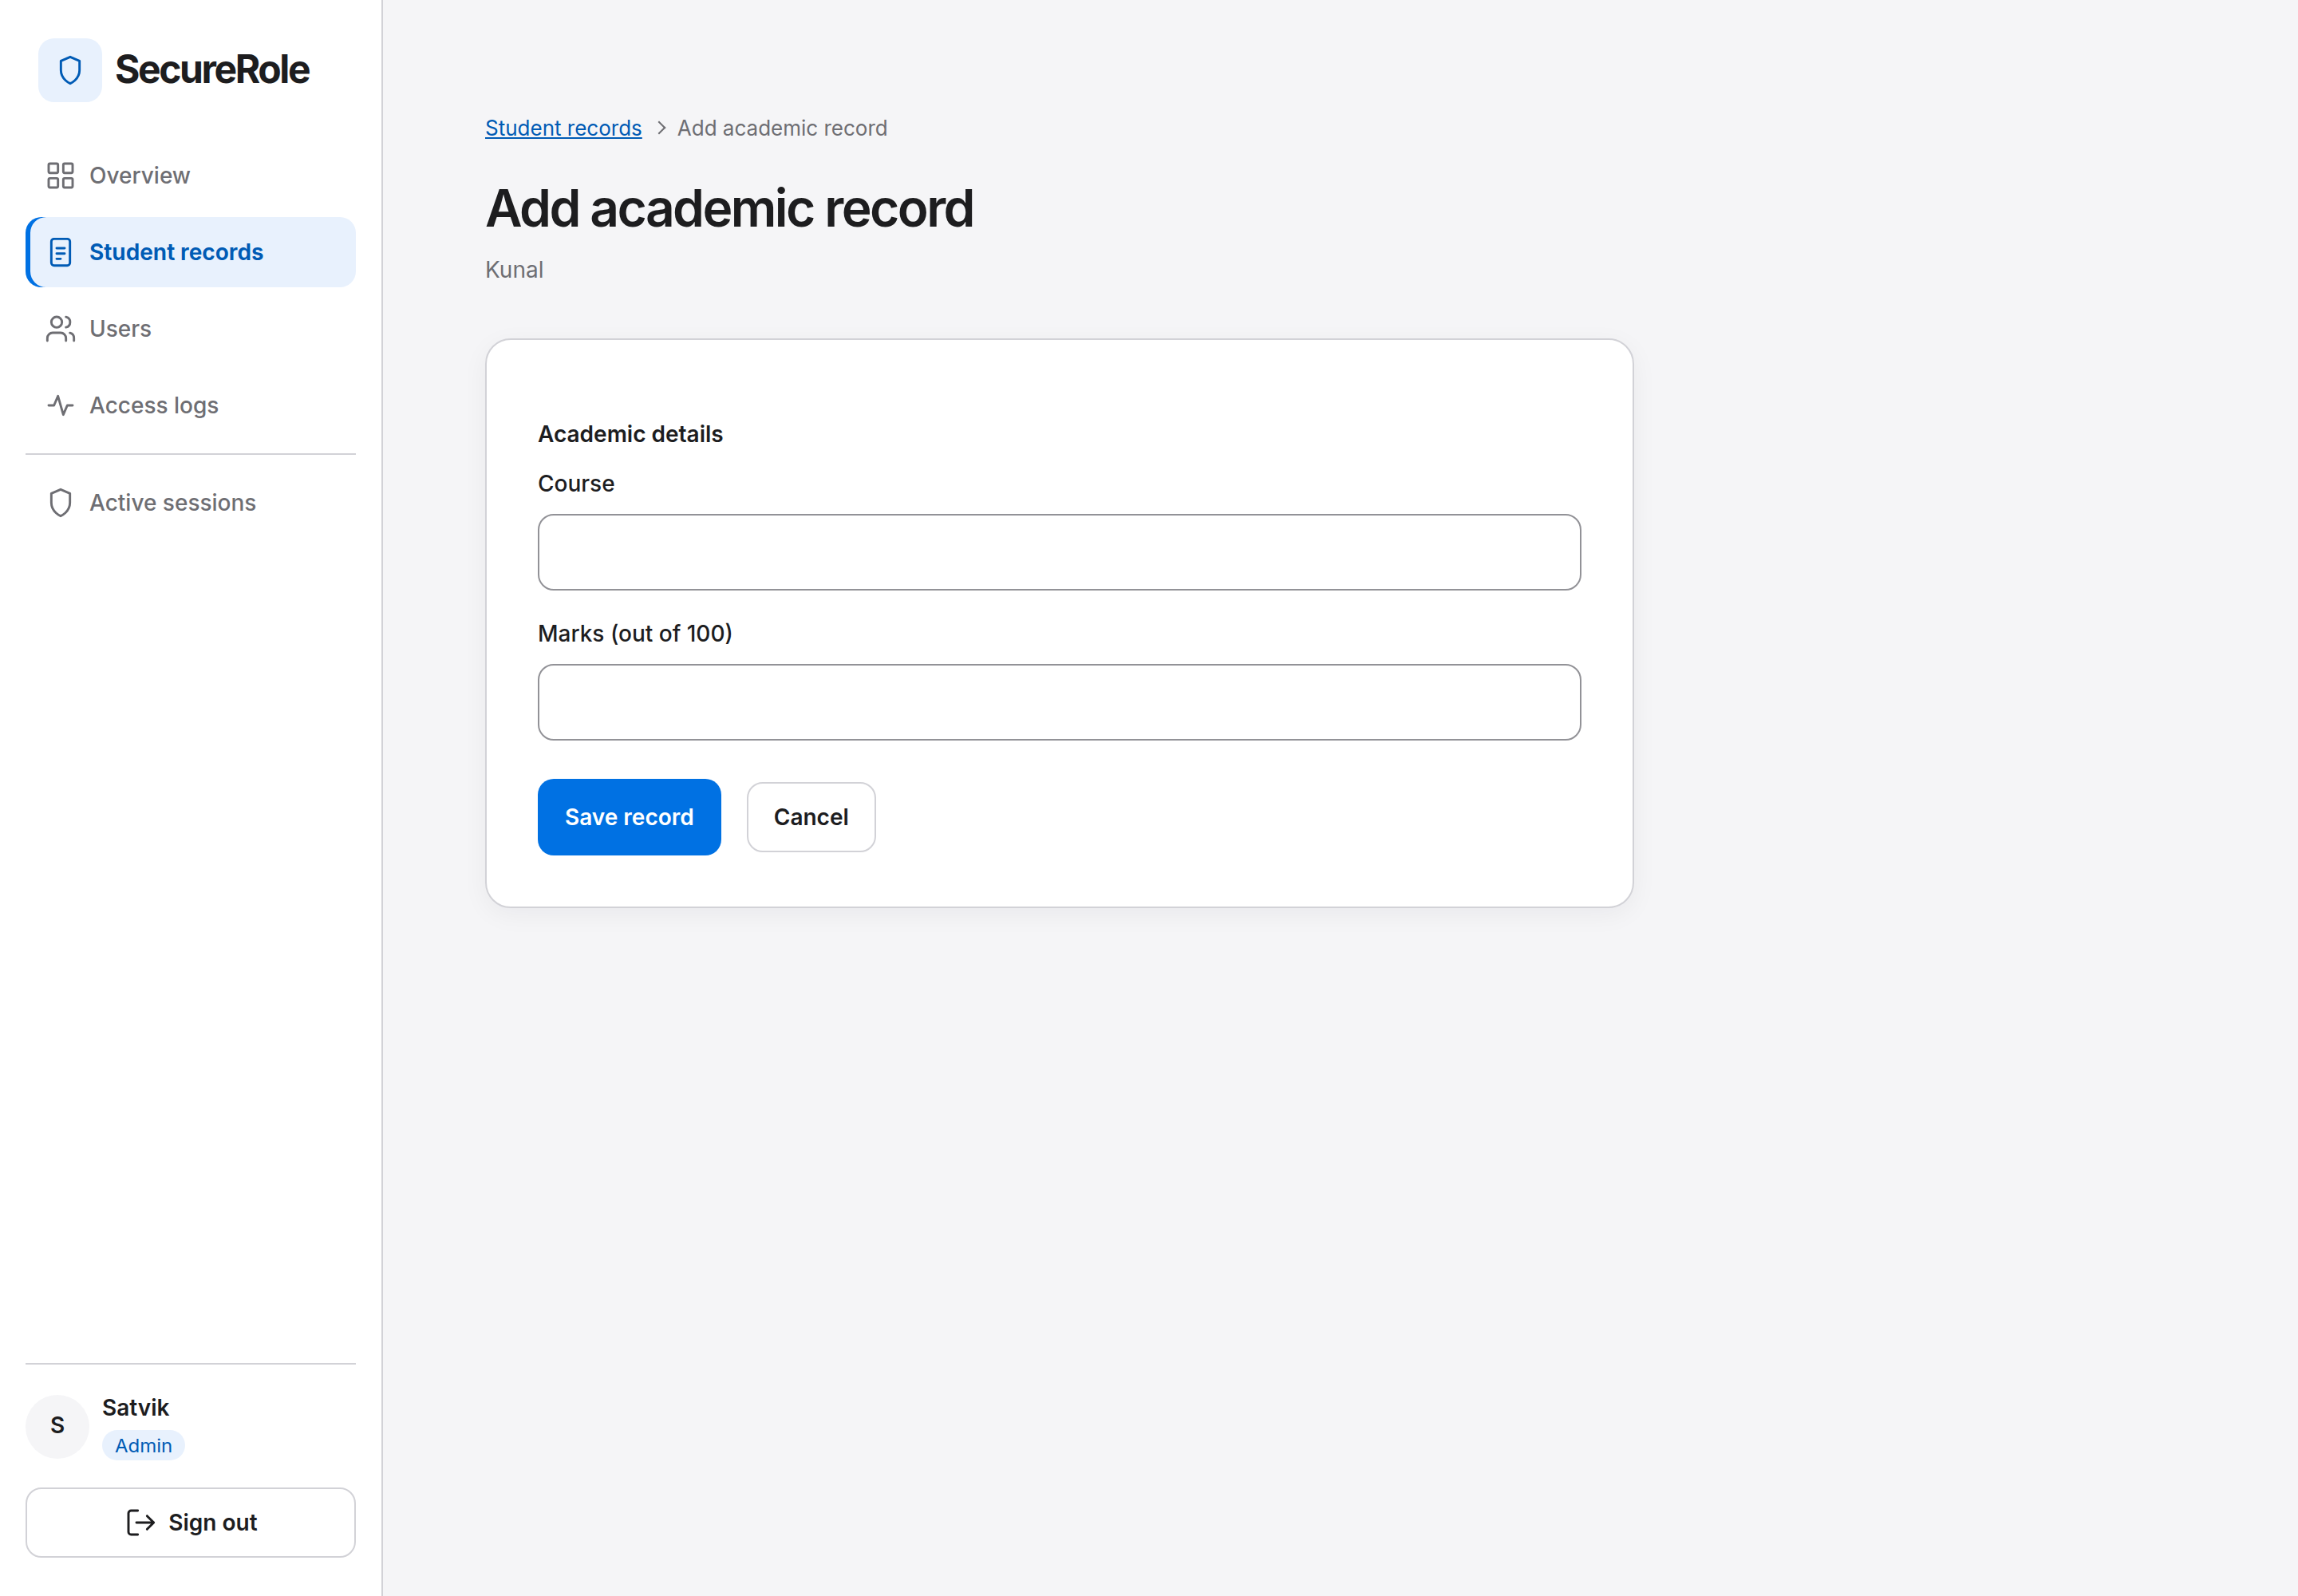 SecureRole
Overview
Student records
Users
Access logs
Active sessions
S
Satvik
Admin
Sign out
Student records > Add academic record
Add academic record
Kunal
Academic details
Course
Marks (out of 100)
Save record
Cancel